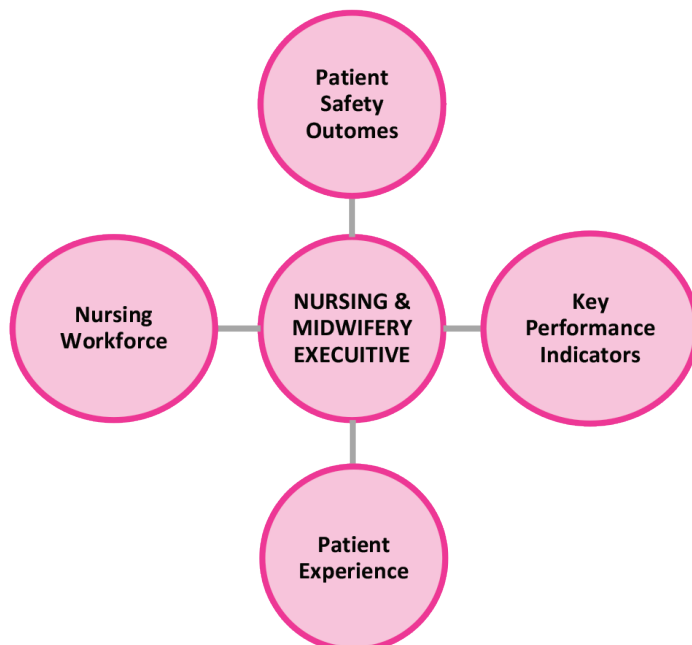 Patient
Safety
Outomes
Nursing
Workforce
NURSING &
MIDWIFERY
EXECUITIVE
Key
Performance
Indicators
Patient
Experience